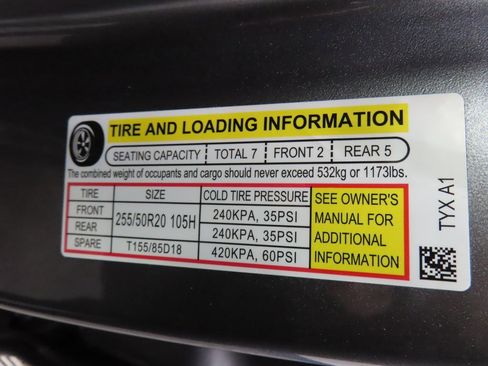 TIRE AND LOADING INFORMATION
SEATING CAPACITY TOTAL 7 FRONT 2 REAR 5
The combined weight of occupants and cargo should never exceed 532kg or 1173lbs.
TIRE SIZE COLD TIRE PRESSURE
FRONT 255/50R20 105H 240KPA, 35PSI
REAR 240KPA, 35PSI
SPARE T155/85D18 420KPA, 60PSI
SEE OWNER'S
MANUAL FOR
ADDITIONAL
INFORMATION
TYX A1